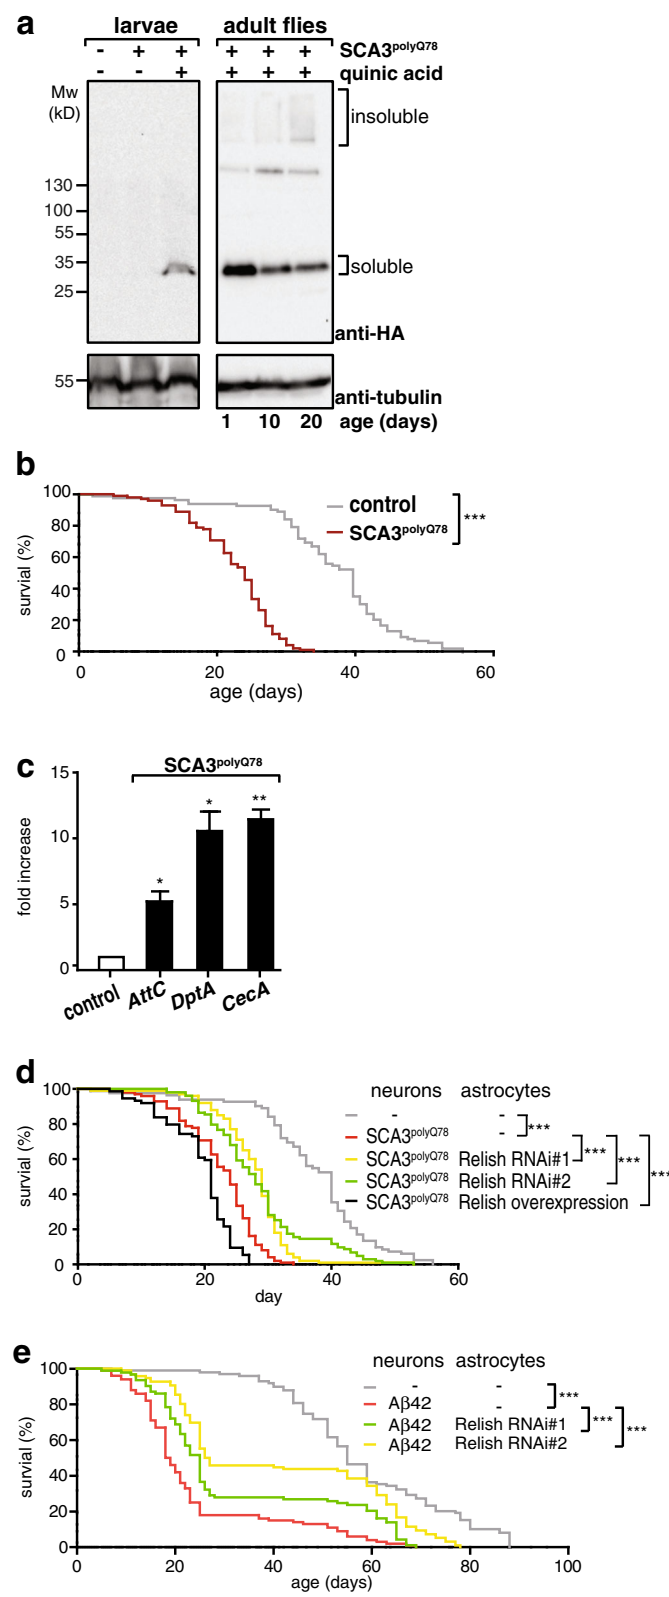 a
larvae adult flies
- + + + + + SCA3polyQ78
- - + + + + quinic acid
Mw
(kD)
insoluble
130
100
55
35
soluble
25
anti-HA
55
anti-tubulin
1 10 20 age (days)
b
100
80
60
40
20
0
survial (%)
control
SCA3polyQ78
***
0 20 40 60
age (days)
c
SCA3polyQ78
15
10
5
0
fold increase
* * **
control AttC DptA CecA
d
neurons astrocytes
100
80
60
40
20
0
survival (%)
- - ***
SCA3polyQ78 -
SCA3polyQ78 Relish RNAi#1 *** ***
SCA3polyQ78 Relish RNAi#2
SCA3polyQ78 Relish overexpression
0 20 40 60
day
e
neurons astrocytes
100
80
60
40
20
0
survival (%)
- - ***
Aβ42 -
Aβ42 Relish RNAi#1 *** ***
Aβ42 Relish RNAi#2
0 20 40 60 80 100
age (days)